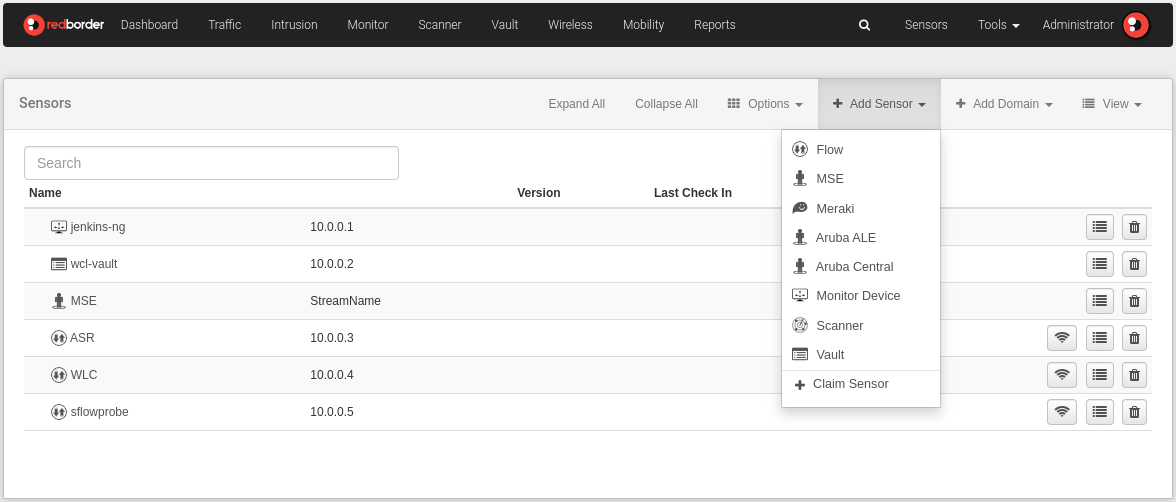 redborder Dashboard Traffic Intrusion Monitor Scanner Vault Wireless Mobility Reports Sensors Tools Administrator
Sensors Expand All Collapse All Options Add Sensor Add Domain View
Search
Name Version Last Check In
jenkins-ng 10.0.0.1
wcl-vault 10.0.0.2
MSE StreamName
ASR 10.0.0.3
WLC 10.0.0.4
sflowprobe 10.0.0.5
Flow
MSE
Meraki
Aruba ALE
Aruba Central
Monitor Device
Scanner
Vault
Claim Sensor